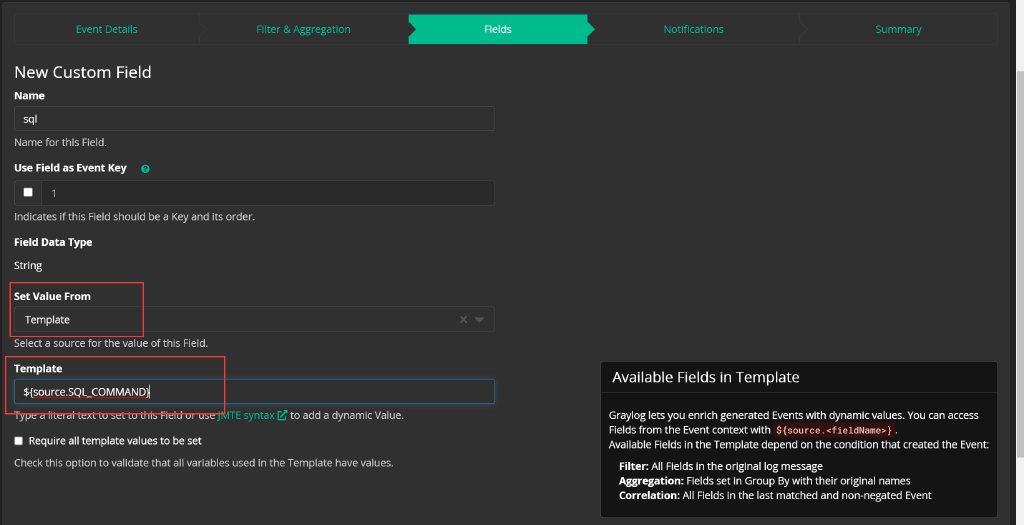 Event Details
Filter & Aggregation
Fields
Notifications
Summary
New Custom Field
Name
sql
Name for this Field.
Use Field as Event Key
1
Indicates if this Field should be a Key and its order.
Field Data Type
String
Set Value From
Template
Select a source for the value of this Field.
Template
${source.SQL_COMMAND}
Type a literal text to set to this Field or use JMTE syntax to add a dynamic Value.
Require all template values to be set
Check this option to validate that all variables used in the Template have values.
Available Fields in Template
Graylog lets you enrich generated Events with dynamic values. You can access
Fields from the Event context with ${source.<fieldName>} .
Available Fields in the Template depend on the condition that created the Event:
Filter: All Fields in the original log message
Aggregation: Fields set in Group By with their original names
Correlation: All Fields in the last matched and non-negated Event